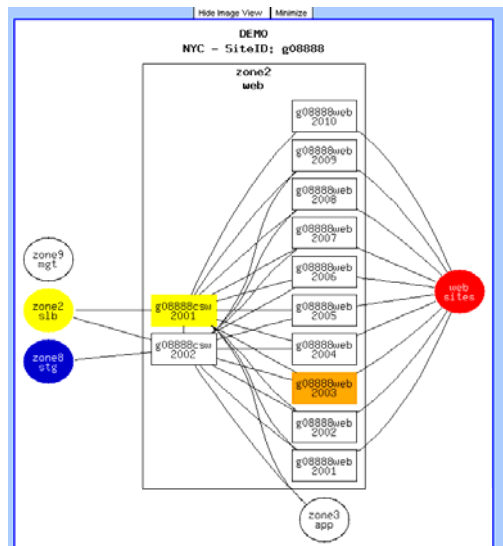 Hide Image View Minimize
DEMO
NYC - SiteID: g08888
zone2
web
g08888web
2010
g08888web
2009
g08888web
2008
g08888web
2007
zone9
mgt
g08888web
2006
web
sites
zone2
slb
g08888csw
2001
g08888web
2005
g08888csw
2002
g08888web
2004
zone8
stg
g08888web
2003
g08888web
2002
g08888web
2001
zone3
app